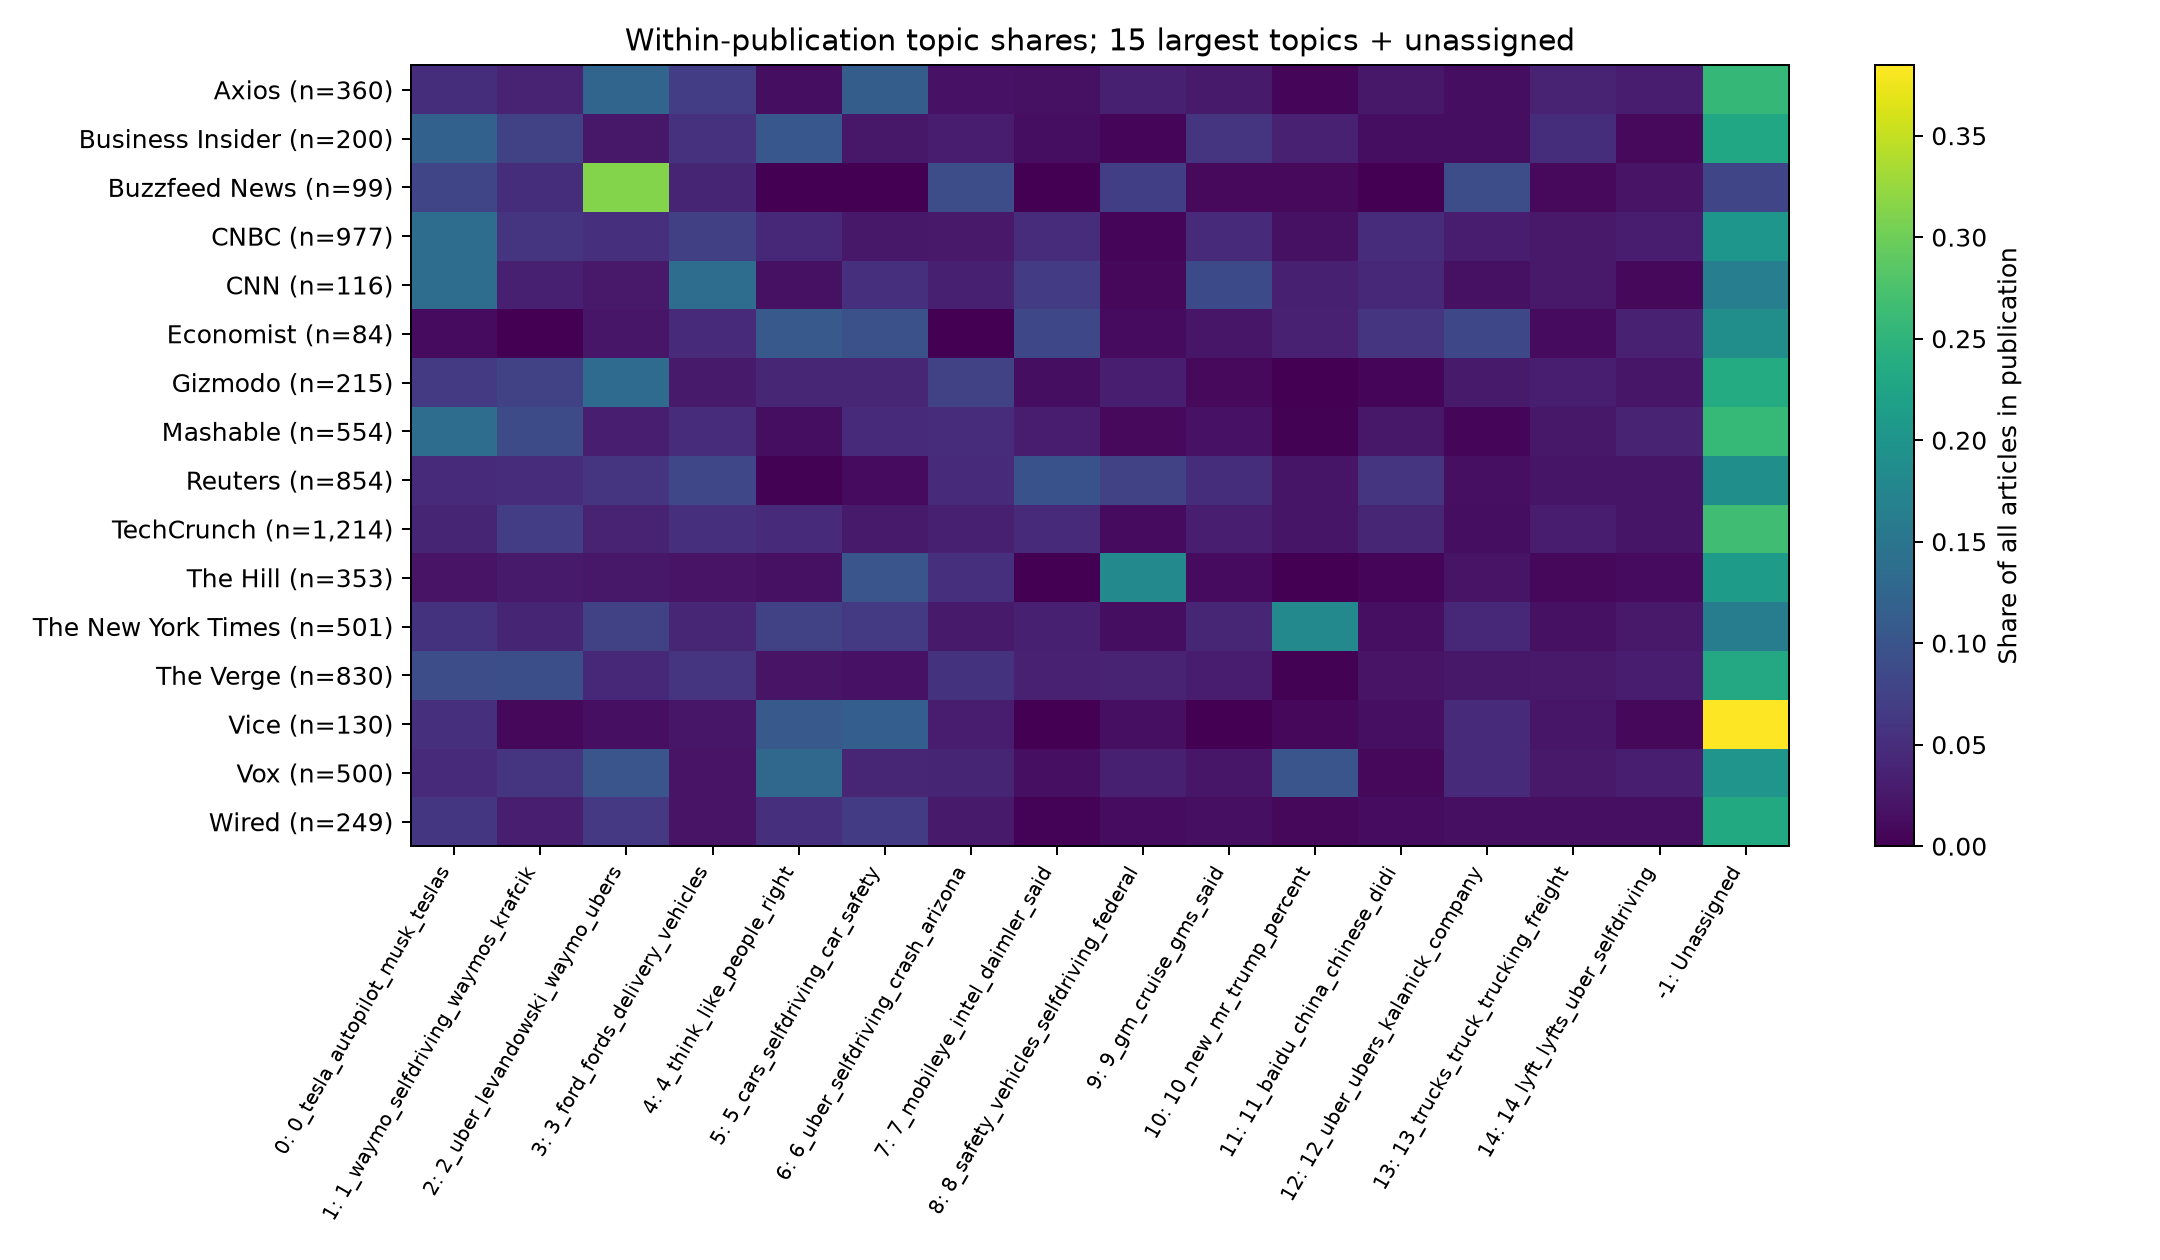 Within-publication topic shares; 15 largest topics + unassigned
Axios (n=360)
Business Insider (n=200)
Buzzfeed News (n=99)
CNBC (n=977)
CNN (n=116)
Economist (n=84)
Gizmodo (n=215)
Mashable (n=554)
Reuters (n=854)
TechCrunch (n=1,214)
The Hill (n=353)
The New York Times (n=501)
The Verge (n=830)
Vice (n=130)
Vox (n=500)
Wired (n=249)
0: 0_tesla_autopilot_musk_teslas
1: 1_waymo_selfdriving_waymos_krafcik
2: 2_uber_levandowski_waymo_ubers
3: 3_ford_fords_delivery_vehicles
4: 4_think_like_people_right
5: 5_cars_selfdriving_car_safety
6: 6_uber_selfdriving_crash_arizona
7: 7_mobileye_intel_daimler_said
8: 8_safety_vehicles_selfdriving_federal
9: 9_gm_cruise_gms_said
10: 10_new_mr_trump_percent
11: 11_baidu_china_chinese_didi
12: 12_uber_ubers_kalanick_company
13: 13_trucks_truck_trucking_freight
14: 14_lyft_lyfts_uber_selfdriving
-1: Unassigned
0.35
0.30
0.25
0.20
0.15
0.10
0.05
0.00
Share of all articles in publication